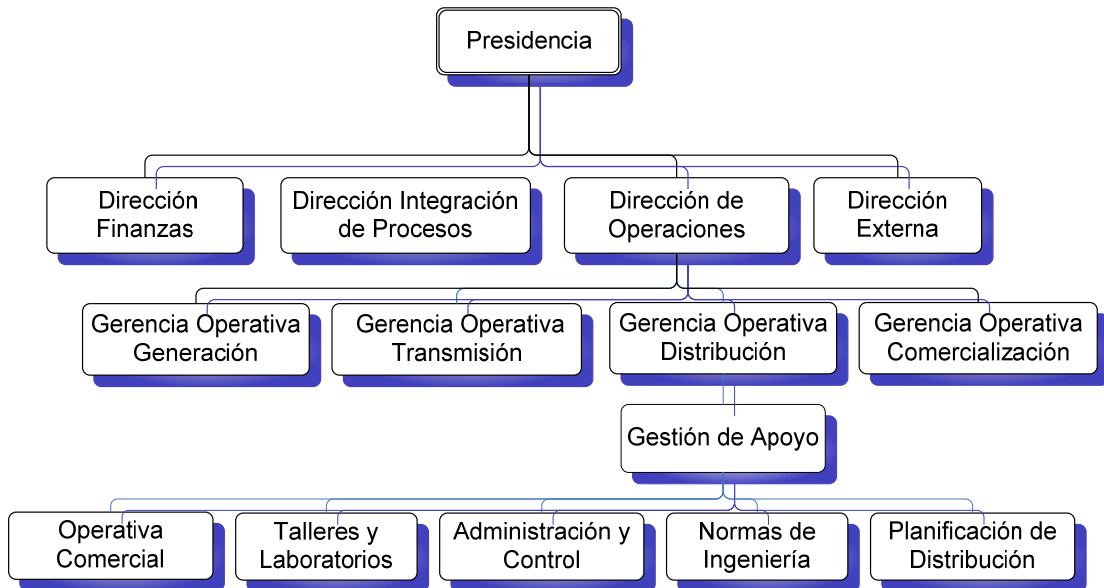 Presidencia
Dirección
Finanzas
Dirección Integración
de Procesos
Dirección de
Operaciones
Dirección
Externa
Gerencia Operativa
Generación
Gerencia Operativa
Transmisión
Gerencia Operativa
Distribución
Gerencia Operativa
Comercialización
Gestión de Apoyo
Operativa
Comercial
Talleres y
Laboratorios
Administración y
Control
Normas de
Ingeniería
Planificación de
Distribución